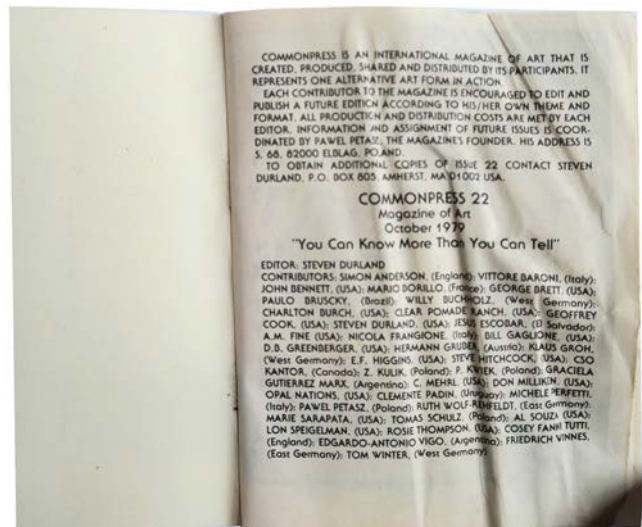 COMMONPRESS IS AN INTERNATIONAL MAGAZINE OF ART THAT IS
CREATED, PRODUCED, SHARED AND DISTRIBUTED BY ITS PARTICIPANTS. IT
REPRESENTS ONE ALTERNATIVE ART FORM IN ACTION.
EACH CONTRIBUTOR TO THE MAGAZINE IS ENCOURAGED TO EDIT AND
PUBLISH A FUTURE EDITION ACCORDING TO HIS/HER OWN THEME AND
FORMAT. ALL PRODUCTION AND DISTRIBUTION COSTS ARE MET BY EACH
EDITOR. INFORMATION AND ASSIGNMENT OF FUTURE ISSUES IS COOR-
DINATED BY PAWEL PETASZ, THE MAGAZINE'S FOUNDER. HIS ADDRESS IS
S. 68, 82000 ELBLAG, POLAND.
TO OBTAIN ADDITIONAL COPIES OF ISSUE 22 CONTACT STEVEN
DURLAND, P.O. BOX 805, AMHERST, MA 01002 USA.
COMMONPRESS 22
Magazine of Art
October 1979
"You Can Know More Than You Can Tell"
EDITOR: STEVEN DURLAND
CONTRIBUTORS: SIMON ANDERSON, (England); VITTORE BARONI, (Italy);
JOHN BENNETT, (USA); MARIO BORILLO, (France); GEORGE BRETT, (USA);
PAULO BRUSCKY, (Brazil); WILLY BUCHHOLZ, (West Germany);
CHARLTON BURCH, (USA); CLEAR POMADE RANCH, (USA); GEOFFREY
COOK, (USA); STEVEN DURLAND, (USA); JESUS ESCOBAR, (El Salvador);
A.M. FINE (USA); NICOLA FRANGIONE, (Italy); BILL GAGLIONE, (USA);
D.B. GREENBERGER, (USA); HERMANN GRUBER, (Austria); KLAUS GROH,
(West Germany); E.F. HIGGINS, (USA); STEVE HITCHCOCK, (USA); CSO
KANTOR, (Canada); Z. KULIK, (Poland); P. KWIEK, (Poland); GRACIELA
GUTIERREZ MARX, (Argentina); C. MEHRL, (USA); DON MILLIKEN, (USA);
OPAL NATIONS, (USA); CLEMENTE PADIN, (Uruguay); MICHELE PERFETTI,
(Italy); PAWEL PETASZ, (Poland); RUTH WOLF-REHFELDT, (East Germany);
MARIE SARAPATA, (USA); TOMAS SCHULZ, (Poland); AL SOUZA (USA);
LON SPEIGELMAN, (USA); ROSIE THOMPSON, (USA); COSEY FANNI TUTTI,
(England); EDGARDO-ANTONIO VIGO, (Argentina); FRIEDRICH VINNES,
(East Germany); TOM WINTER, (West Germany)